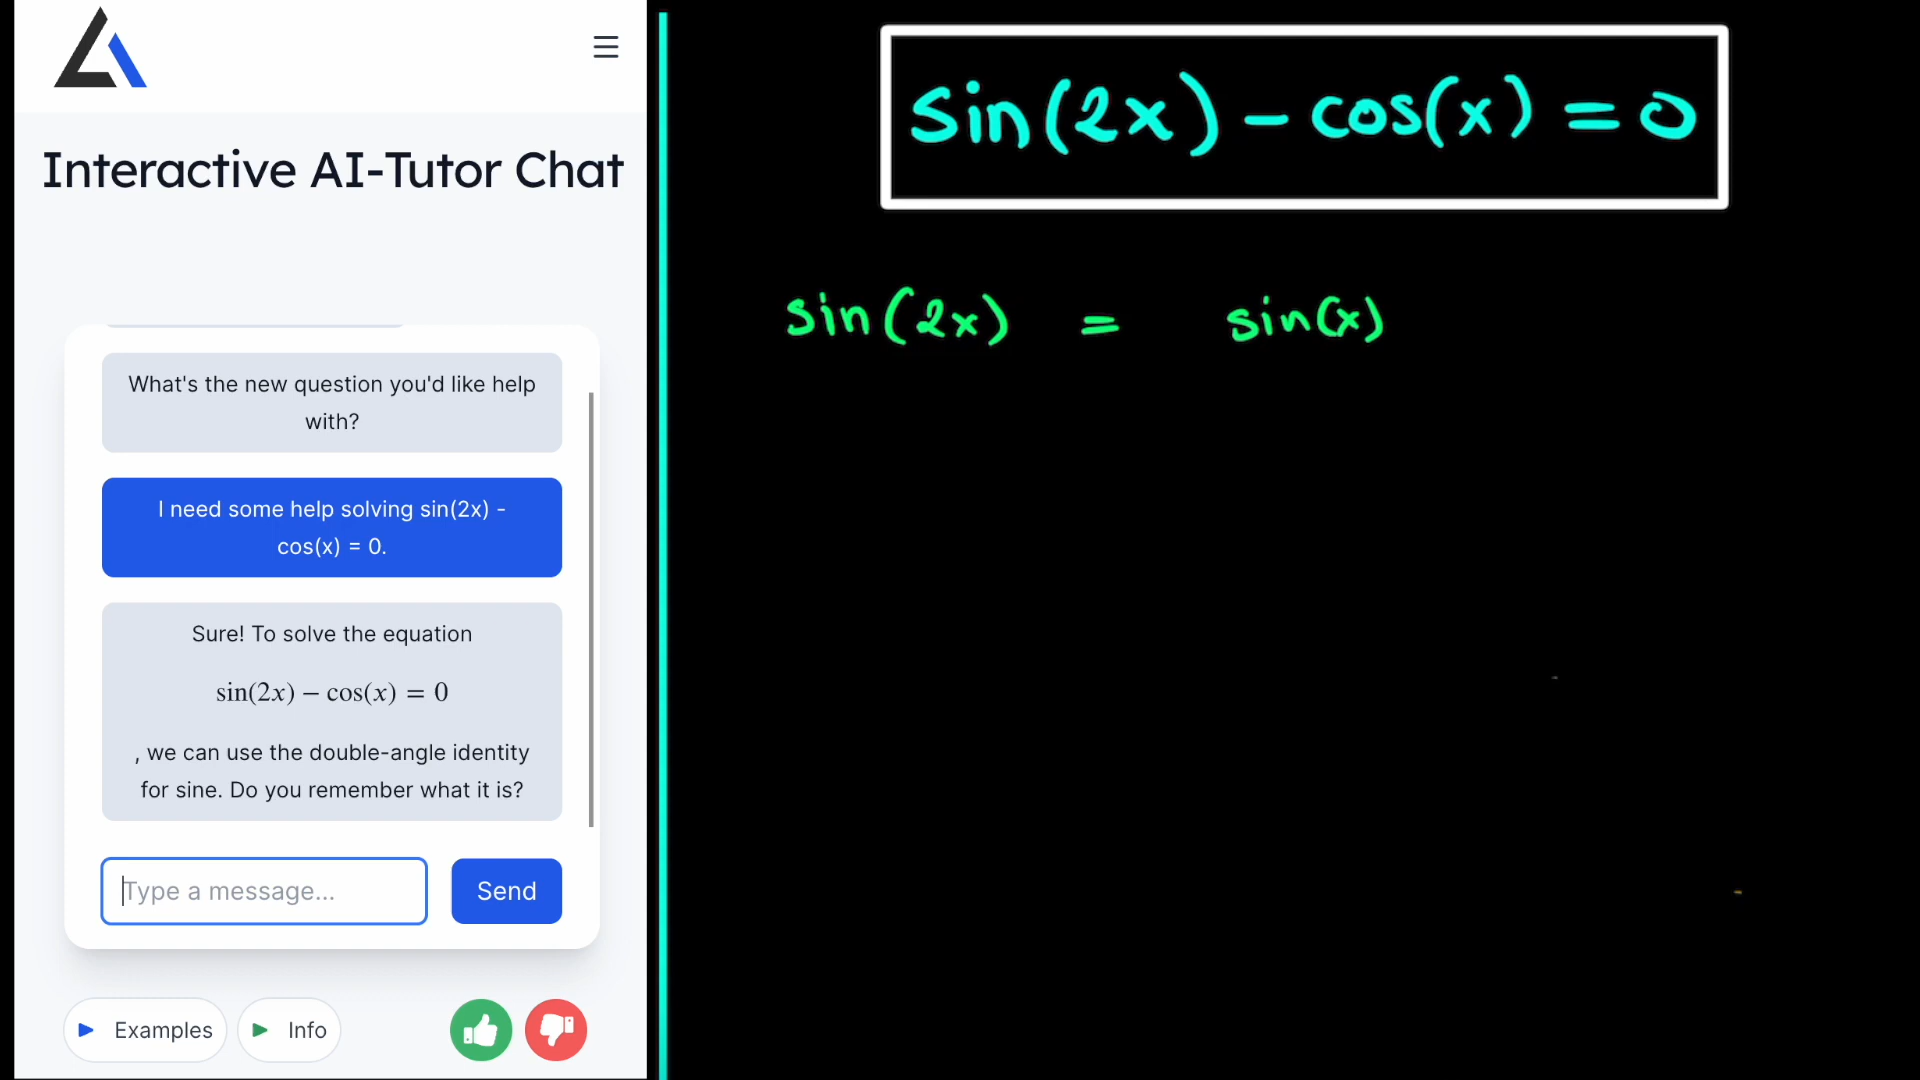 Interactive AI-Tutor Chat
What's the new question you'd like help
with?
I need some help solving sin(2x) -
cos(x) = 0.
Sure! To solve the equation
sin(2x) − cos(x) = 0
, we can use the double-angle identity
for sine. Do you remember what it is?
Type a message...
Send
Examples
Info
sin(2x) - cos(x) = 0
sin(2x) = sin(x)